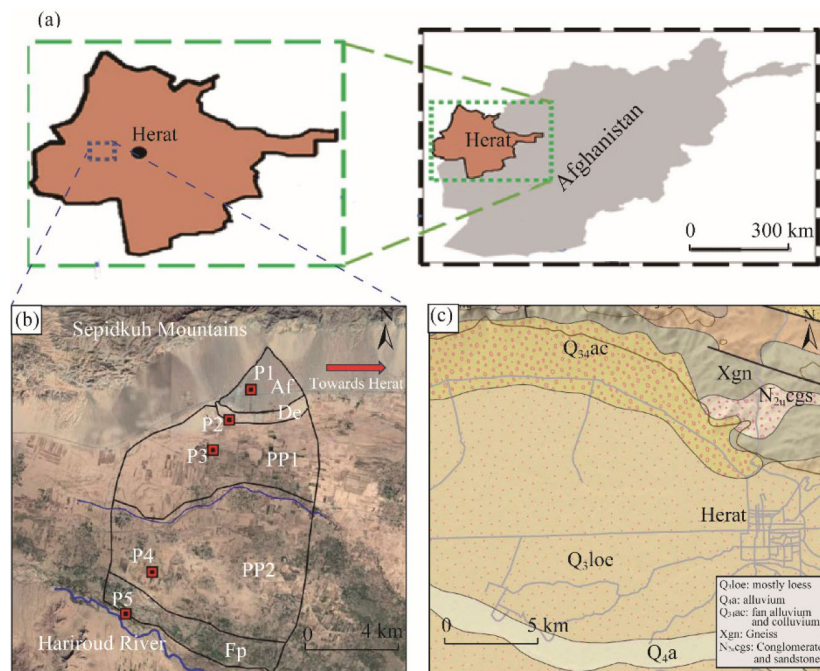 (a)
Herat
Herat
Afghanistan
0 300 km
(b)
Sepidkuh Mountains
N
P1
Af
Towards Herat
De
P2
P3
PP1
P4
PP2
P5
Hariroud River
Fp
0 4 km
(c)
N
Q₃₄ac
Xgn
N₂ᵤcgs
Herat
Q₃loe
0 5 km
Q₄a
Q₃loe: mostly loess
Q₄a: alluvium
Q₃₄ac: fan alluvium
and colluvium
Xgn: Gneiss
N₂ᵤcgs: Conglomerate
and sandstone